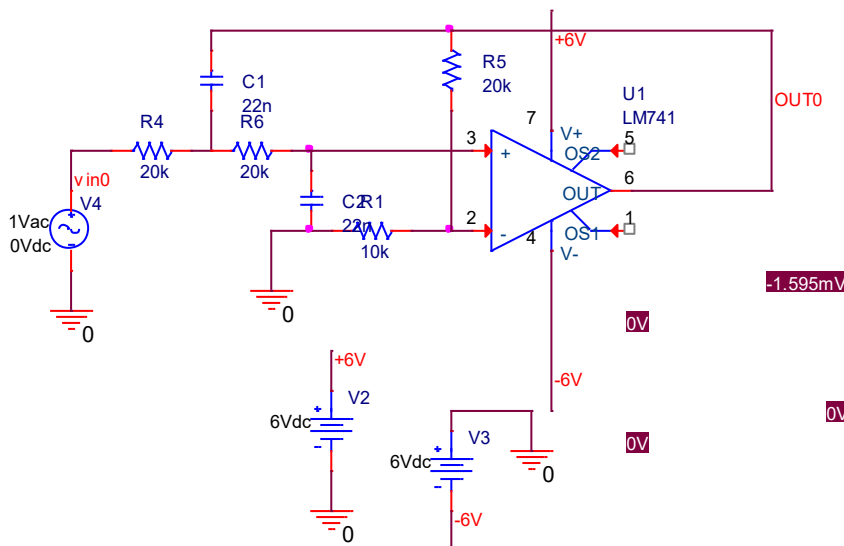 +6V
R5
20k
C1
22n
U1
LM741
OUT0
R4
20k
R6
20k
7
V+
5
OS2
3
+
6
OUT
vin0
V4
1Vac
0Vdc
C2
22n
R1
10k
2
-
4
OS1
1
V-
0
0
-1.595mV
0V
+6V
-6V
V2
6Vdc
+
-
0V
V3
6Vdc
+
-
0V
0
0
-6V